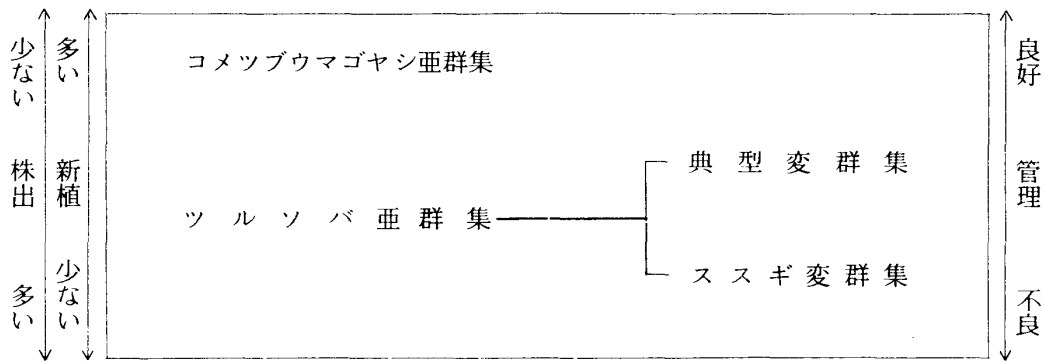 少ない 株出 多い
多い 新植 少ない
コメツブウマゴヤシ亜群集
ツルソバ亜群集
典型変群集
ススギ変群集
良好 管理 不良